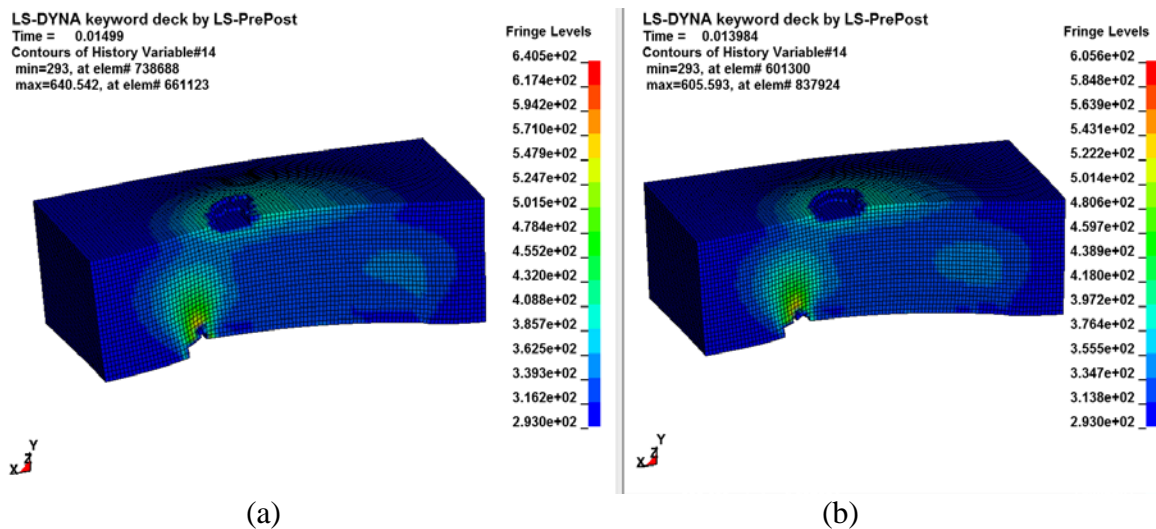 LS-DYNA keyword deck by LS-PrePost
Time = 0.01499
Contours of History Variable#14
min=293, at elem# 738688
max=640.542, at elem# 661123
Fringe Levels
6.405e+02
6.174e+02
5.942e+02
5.710e+02
5.479e+02
5.247e+02
5.015e+02
4.784e+02
4.552e+02
4.320e+02
4.088e+02
3.857e+02
3.625e+02
3.393e+02
3.162e+02
2.930e+02
Y
Z
X
(a)
LS-DYNA keyword deck by LS-PrePost
Time = 0.013984
Contours of History Variable#14
min=293, at elem# 601300
max=605.593, at elem# 837924
Fringe Levels
6.056e+02
5.848e+02
5.639e+02
5.431e+02
5.222e+02
5.014e+02
4.806e+02
4.597e+02
4.389e+02
4.180e+02
3.972e+02
3.764e+02
3.555e+02
3.347e+02
3.138e+02
2.930e+02
Y
Z
X
(b)